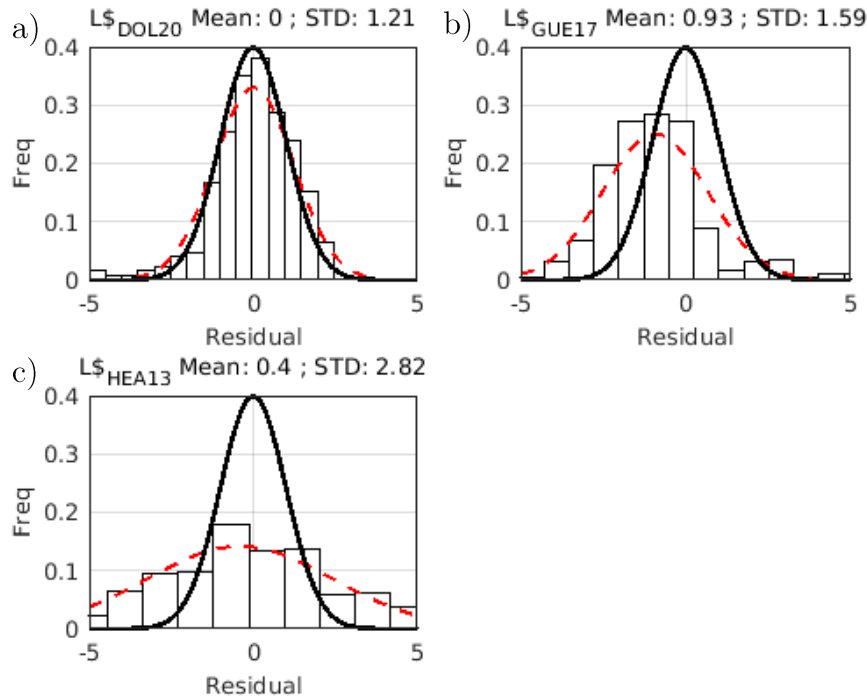 a)
L$DOL20 Mean: 0 ; STD: 1.21
0.4
0.3
0.2
0.1
0
Freq
-5 0 5
Residual
b)
L$GUE17 Mean: 0.93 ; STD: 1.59
0.4
0.3
0.2
0.1
0
Freq
-5 0 5
Residual
c)
L$HEA13 Mean: 0.4 ; STD: 2.82
0.4
0.3
0.2
0.1
0
Freq
-5 0 5
Residual